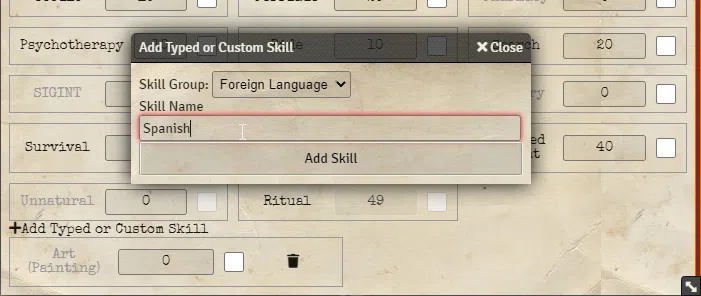 Psychotherapy
10
20
Add Typed or Custom Skill
Close
SIGINT
Skill Group:
Foreign Language
0
Skill Name
Spanish
Survival
40
Add Skill
Unnatural
0
Ritual
49
Add Typed or Custom Skill
Art
(Painting)
0